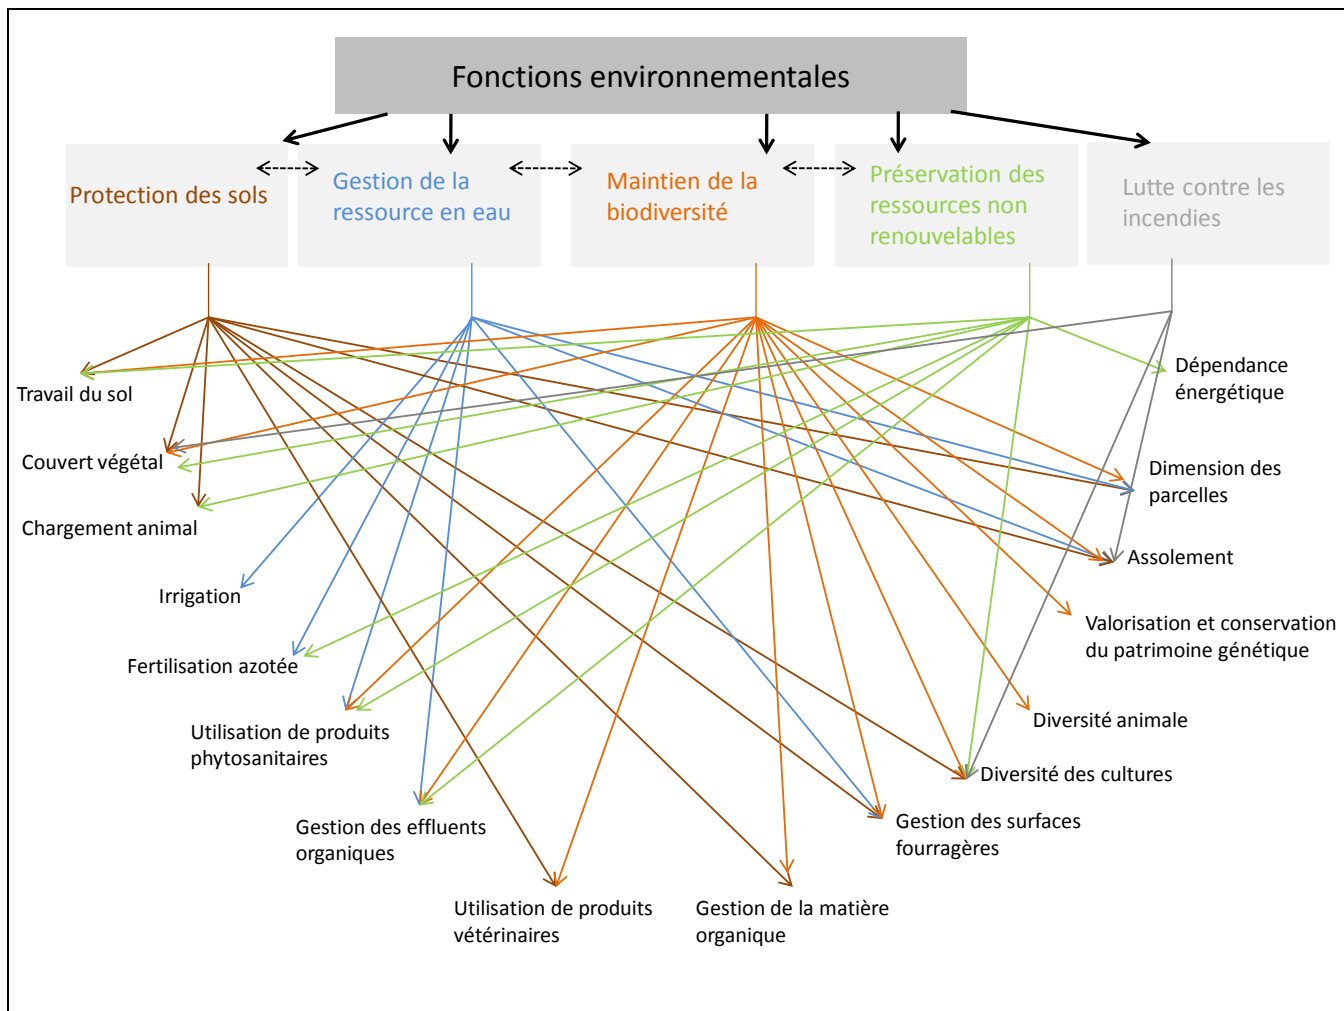 Fonctions environnementales
Protection des sols
Gestion de la
ressource en eau
Maintien de la
biodiversité
Préservation des
ressources non
renouvelables
Lutte contre les
incendies
Travail du sol
Couvert végétal
Chargement animal
Irrigation
Fertilisation azotée
Utilisation de produits
phytosanitaires
Gestion des effluents
organiques
Utilisation de produits
vétérinaires
Gestion de la matière
organique
Gestion des surfaces
fourragères
Diversité des cultures
Diversité animale
Valorisation et conservation
du patrimoine génétique
Assolement
Dimension des
parcelles
Dépendance
énergétique